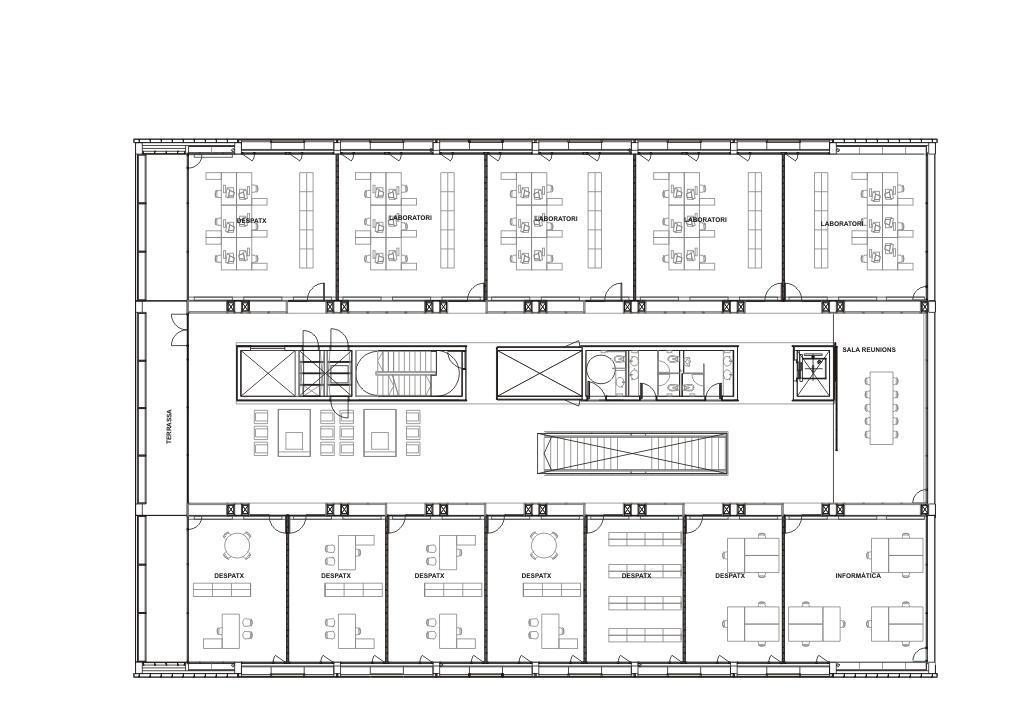 DESPATX
LABORATORI
LABORATORI
LABORATORI
LABORATORI
SALA REUNIONS
TERRASSA
DESPATX
DESPATX
DESPATX
DESPATX
DESPATX
DESPATX
INFORMÀTICA